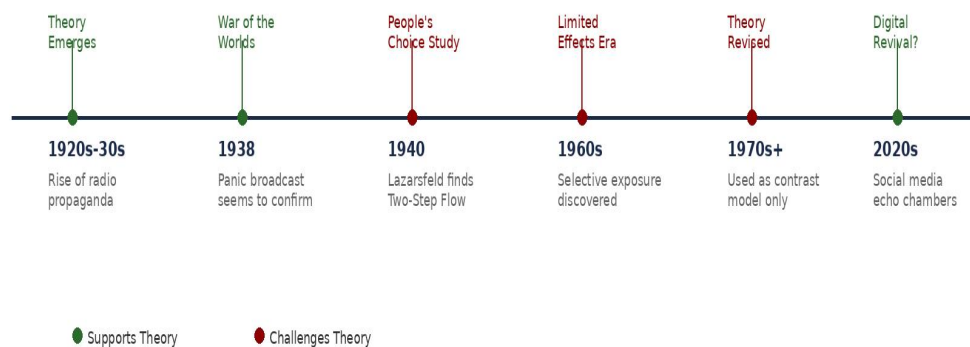 Theory
Emerges
War of the
Worlds
People's
Choice Study
Limited
Effects Era
Theory
Revised
Digital
Revival?
1920s-30s
1938
1940
1960s
1970s+
2020s
Rise of radio
propaganda
Panic broadcast
seems to confirm
Lazarsfeld finds
Two-Step Flow
Selective exposure
discovered
Used as contrast
model only
Social media
echo chambers
Supports Theory
Challenges Theory